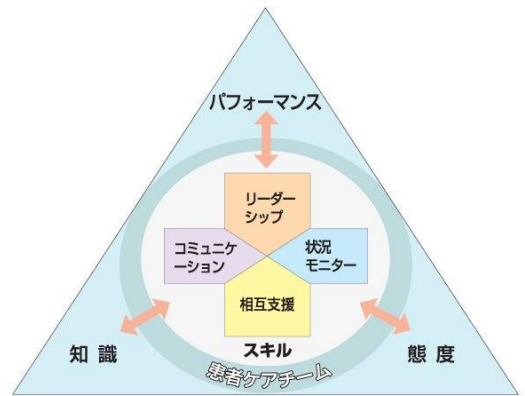 パフォーマンス
リーダー
シップ
コミュニケ
ーション
状況
モニター
相互支援
スキル
知 識
態 度
患者ケアチーム